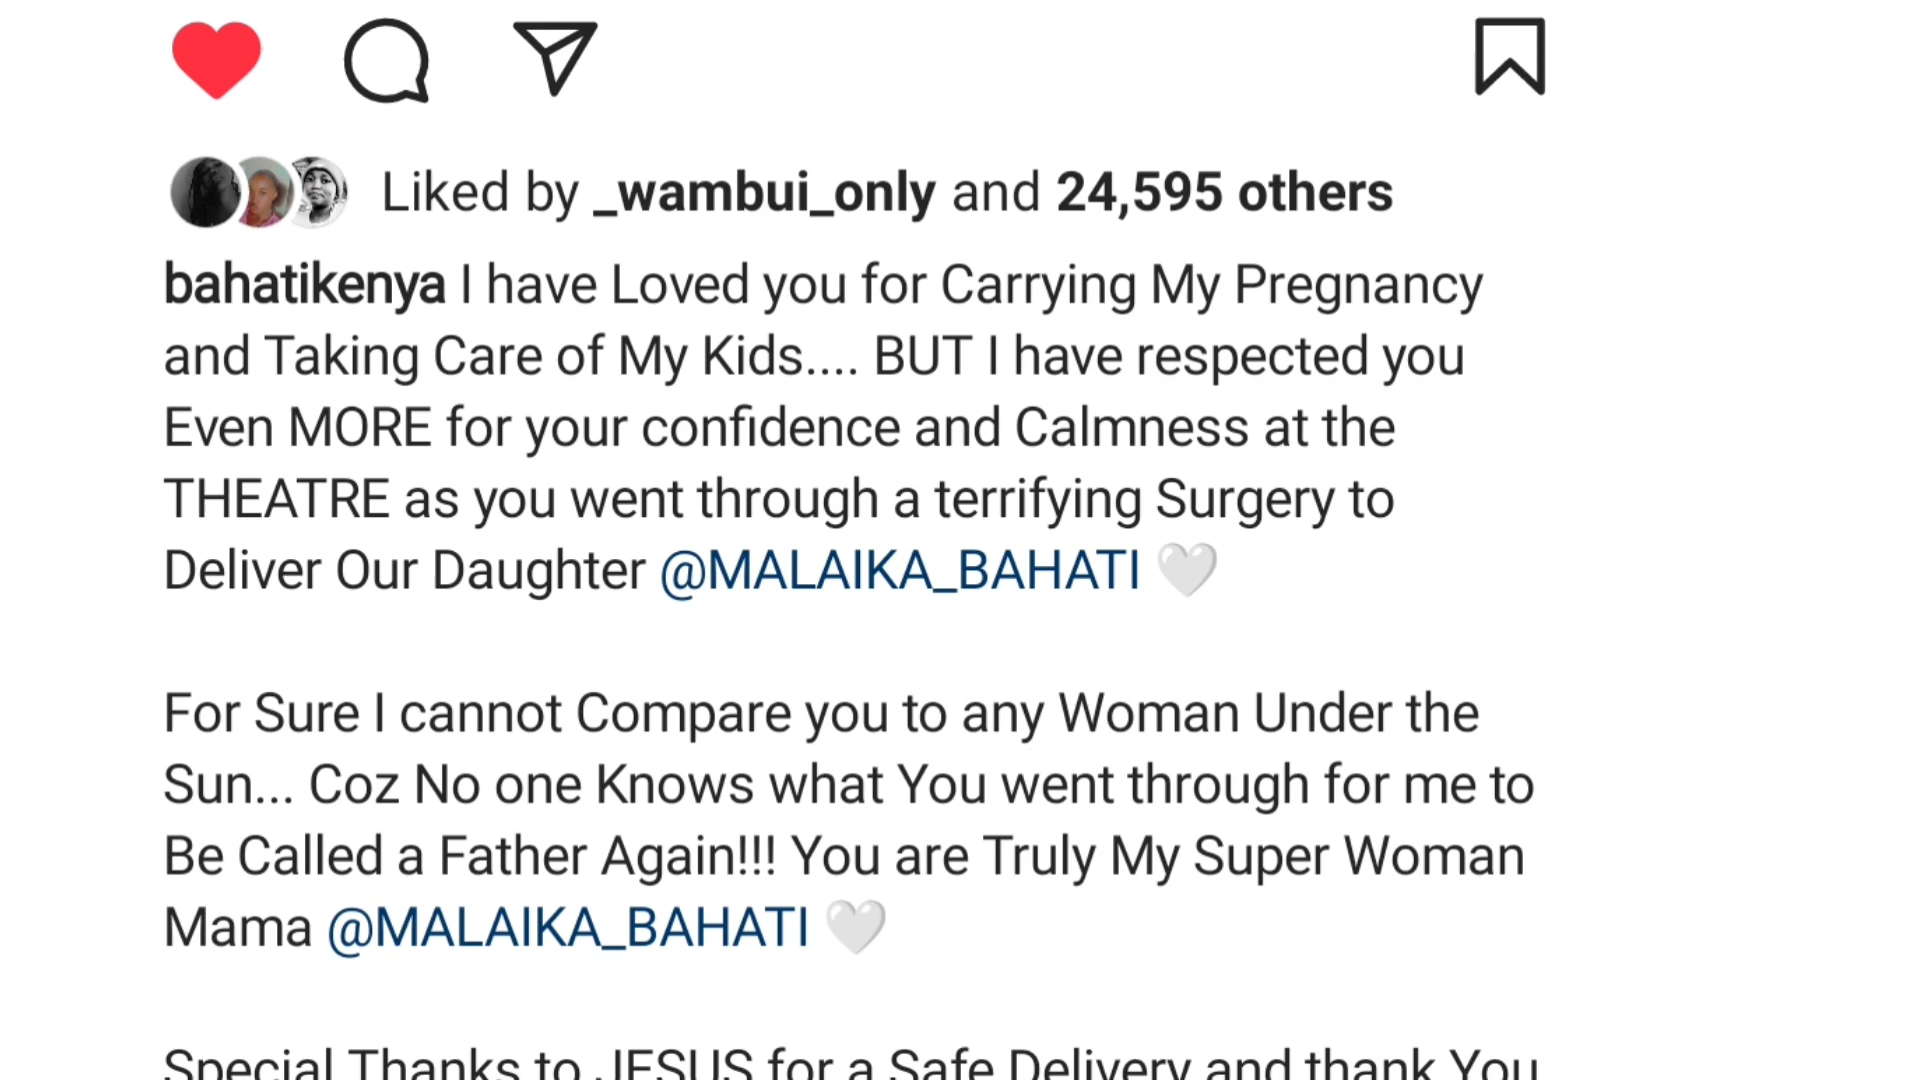 Liked by _wambui_only and 24,595 others
bahatikenya I have Loved you for Carrying My Pregnancy
and Taking Care of My Kids.... BUT I have respected you
Even MORE for your confidence and Calmness at the
THEATRE as you went through a terrifying Surgery to
Deliver Our Daughter @MALAIKA_BAHATI 🤍
For Sure I cannot Compare you to any Woman Under the
Sun... Coz No one Knows what You went through for me to
Be Called a Father Again!!! You are Truly My Super Woman
Mama @MALAIKA_BAHATI 🤍
Special Thanks to JESUS for a Safe Delivery and thank You